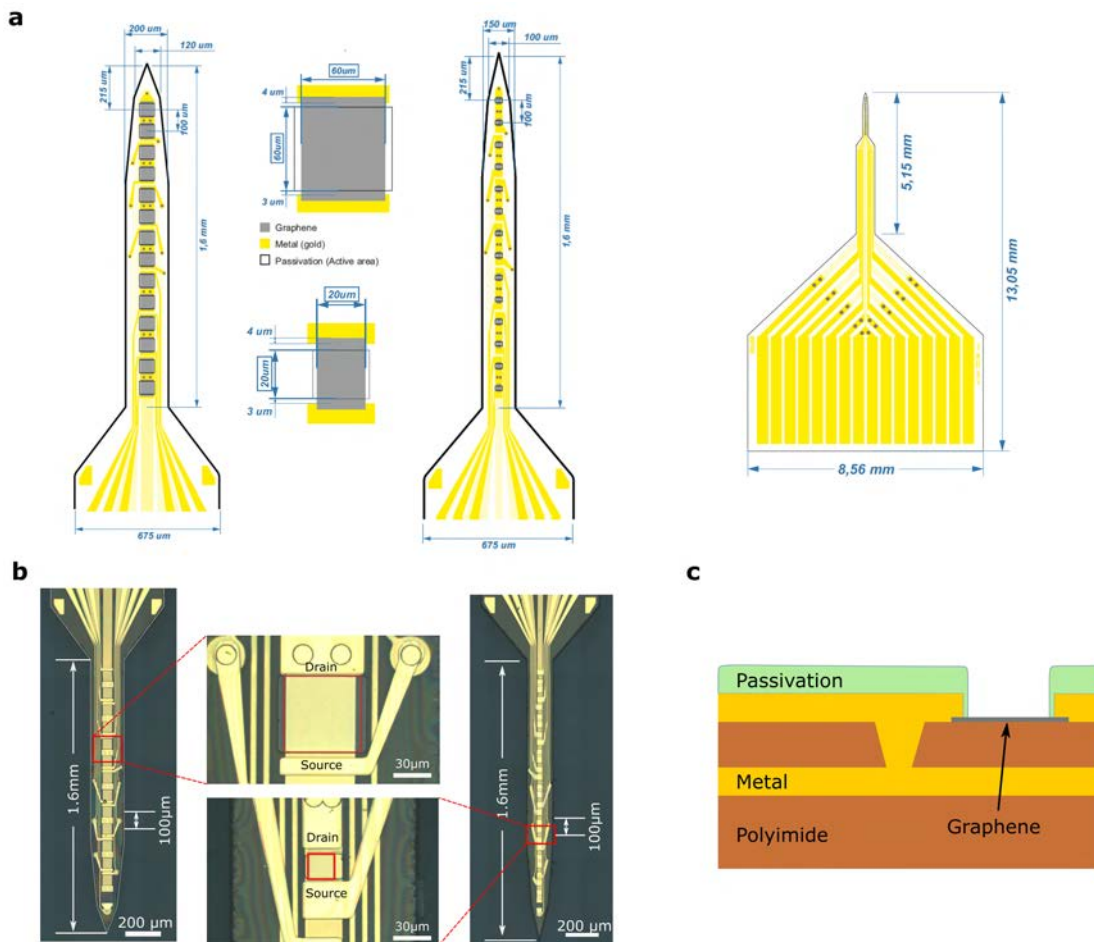 a
200 um
120 um
215 um
100 um
1,6 mm
675 um
60um
4 um
60um
3 um
Graphene
Metal (gold)
Passivation (Active area)
20um
4 um
20um
3 um
150 um
100 um
215 um
100 um
1,6 mm
675 um
5,15 mm
13,05 mm
8,56 mm
b
1.6mm
100µm
200 µm
Drain
Source
30µm
Drain
Source
30µm
1.6mm
100µm
200 µm
c
Passivation
Metal
Graphene
Polyimide